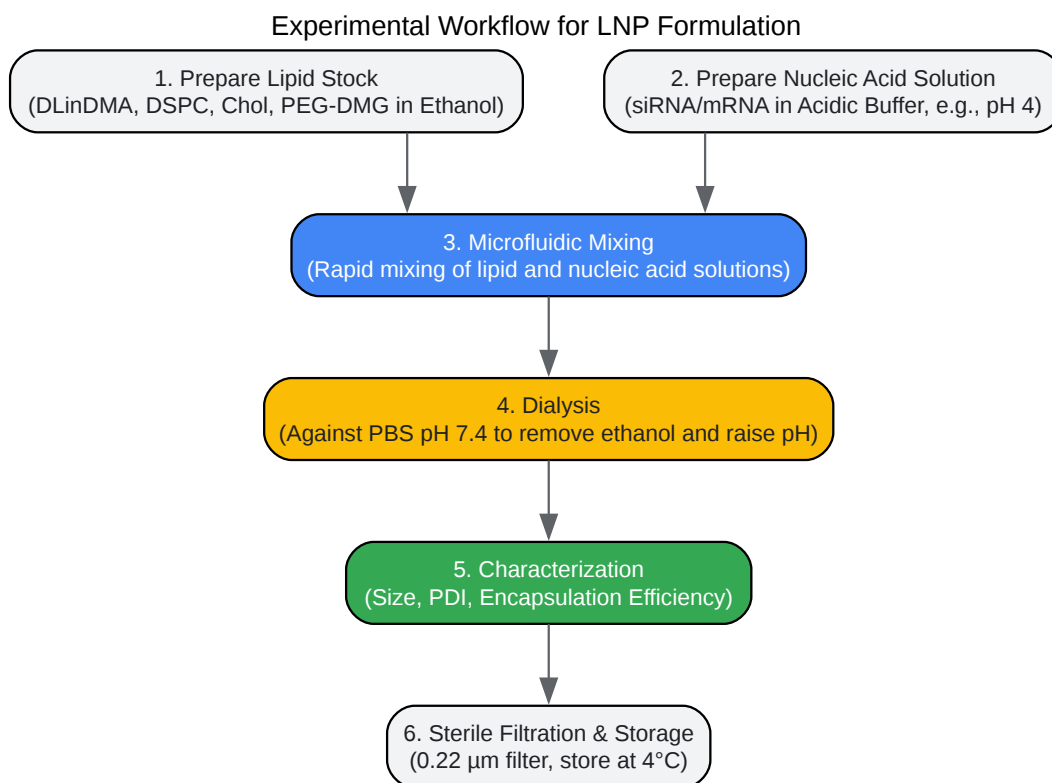 Experimental Workflow for LNP Formulation
1. Prepare Lipid Stock
(DLinDMA, DSPC, Chol, PEG-DMG in Ethanol)
2. Prepare Nucleic Acid Solution
(siRNA/mRNA in Acidic Buffer, e.g., pH 4)
3. Microfluidic Mixing
(Rapid mixing of lipid and nucleic acid solutions)
4. Dialysis
(Against PBS pH 7.4 to remove ethanol and raise pH)
5. Characterization
(Size, PDI, Encapsulation Efficiency)
6. Sterile Filtration & Storage
(0.22 µm filter, store at 4°C)